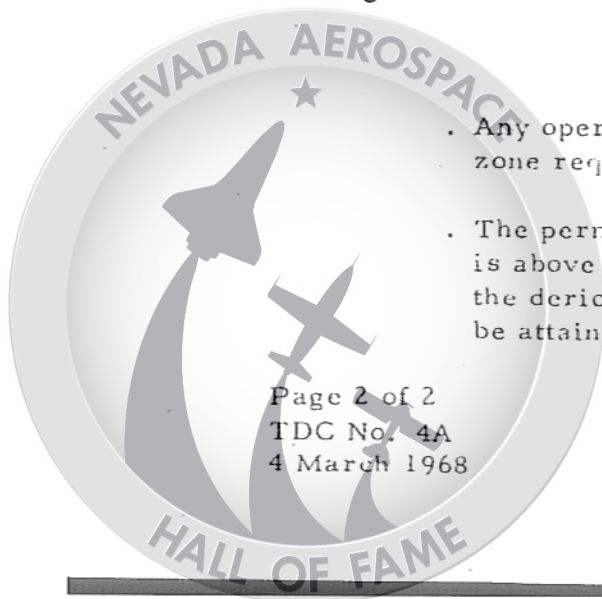 NEVADA AEROSPACE
. Any oper
zone req
. The perm
is above
the deric
be attain
Page 2 of 2
TDC No. 4A
4 March 1968
HALL OF FAME